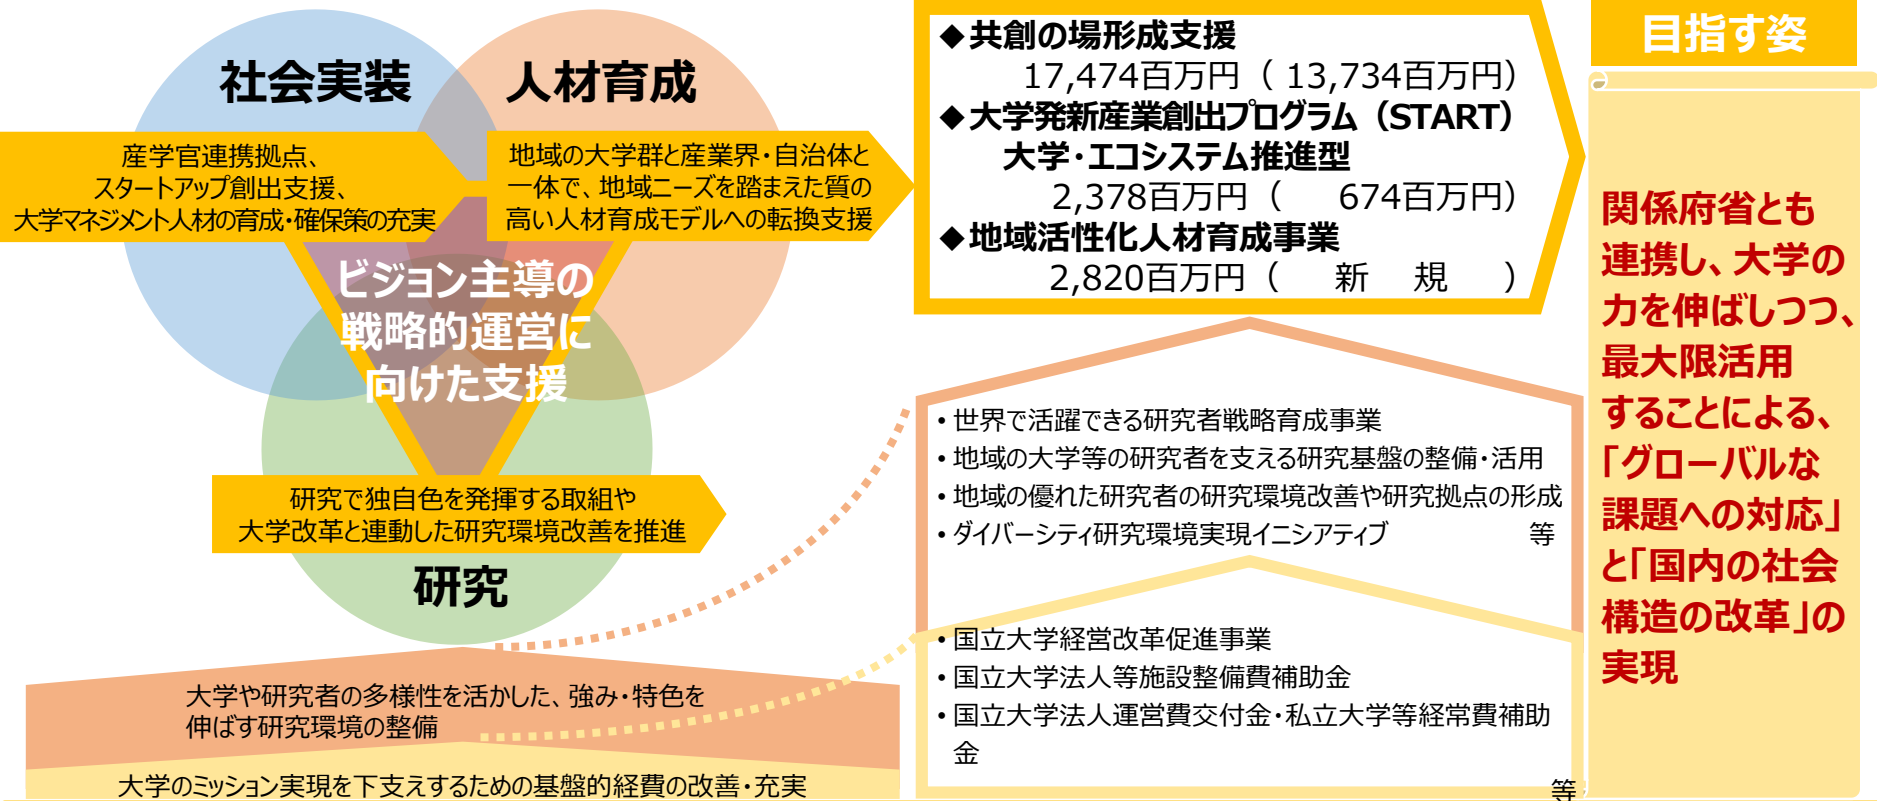 社会実装
人材育成
産学官連携拠点、
スタートアップ創出支援、
大学マネジメント人材の育成・確保策の充実
地域の大学群と産業界・自治体と
一体で、地域ニーズを踏まえた質の
高い人材育成モデルへの転換支援
ビジョン主導の
戦略的運営に
向けた支援
研究で独自色を発揮する取組や
大学改革と連動した研究環境改善を推進
研究
大学や研究者の多様性を活かした、強み・特色を
伸ばす研究環境の整備
大学のミッション実現を下支えするための基盤的経費の改善・充実
◆共創の場形成支援
17,474百万円（ 13,734百万円）
◆大学発新産業創出プログラム（START）
大学・エコシステム推進型
2,378百万円（ 674百万円）
◆地域活性化人材育成事業
2,820百万円（ 新 規 ）
• 世界で活躍できる研究者戦略育成事業
• 地域の大学等の研究者を支える研究基盤の整備・活用
• 地域の優れた研究者の研究環境改善や研究拠点の形成
• ダイバーシティ研究環境実現イニシアティブ 等
• 国立大学経営改革促進事業
• 国立大学法人等施設整備費補助金
• 国立大学法人運営費交付金・私立大学等経常費補助
金
等
目指す姿
関係府省とも
連携し、大学の
力を伸ばしつつ、
最大限活用
することによる、
「グローバルな
課題への対応」
と「国内の社会
構造の改革」の
実現